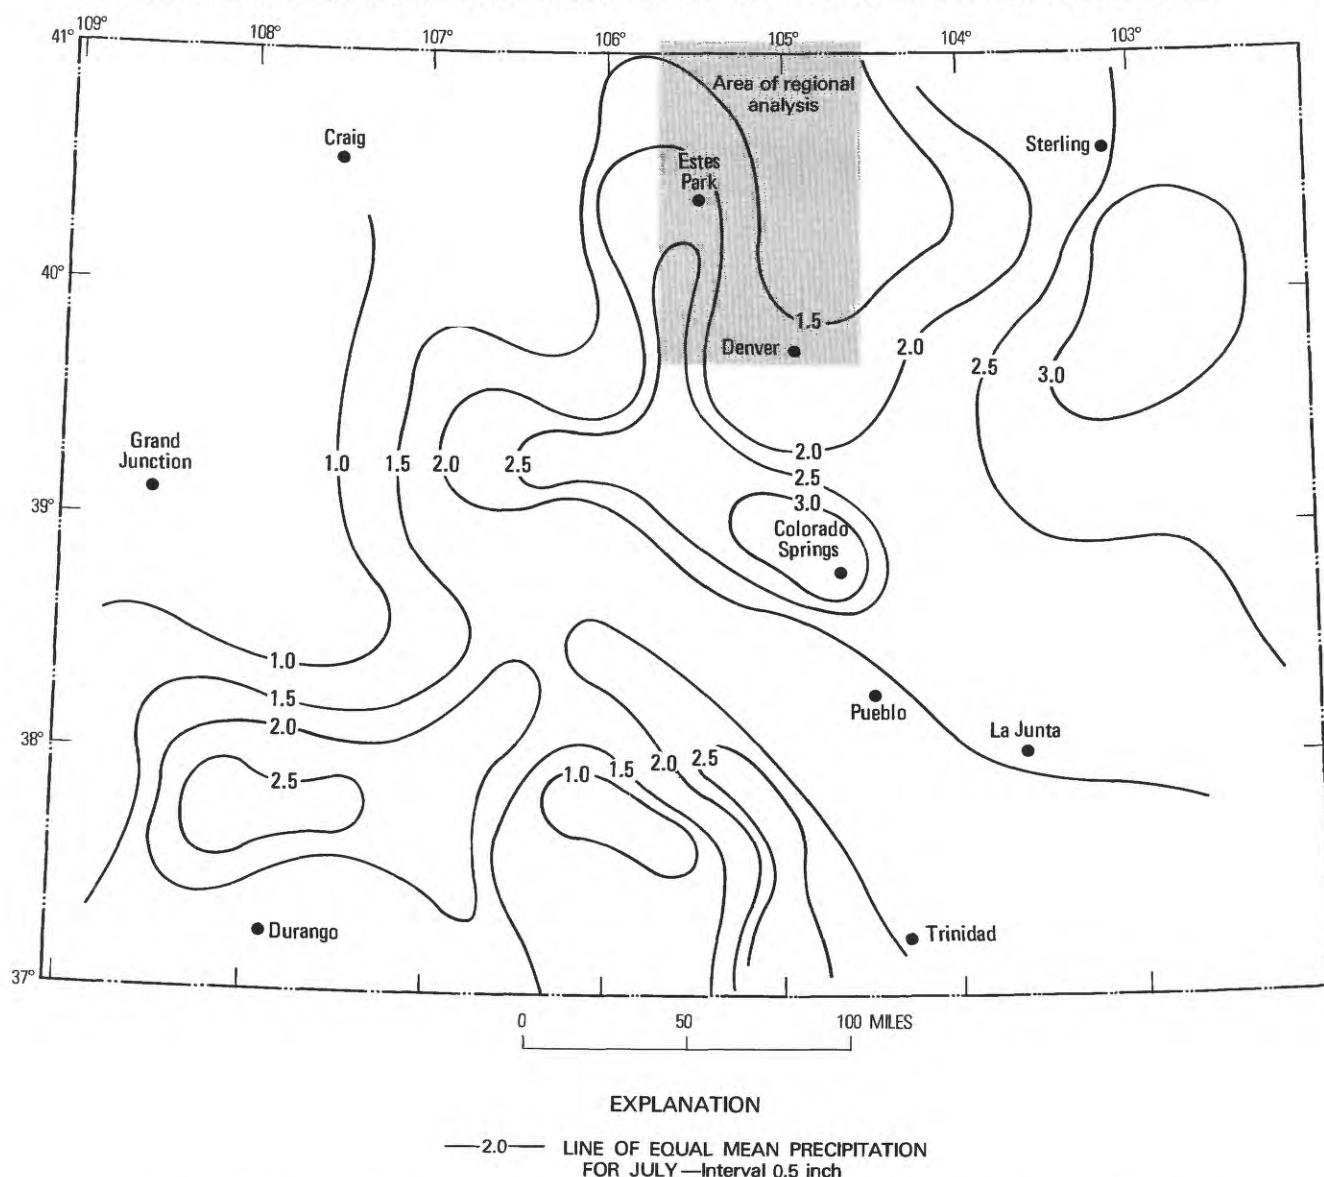 109°
41°
108°
107°
106°
105°
104°
103°
Area of regional
analysis
Craig
Sterling
Estes
Park
40°
1.5
Denver
2.0
2.5
3.0
Grand
Junction
1.0
1.5
2.0
2.5
2.0
2.5
3.0
39°
Colorado
Springs
1.0
1.5
Pueblo
La Junta
38°
2.0
2.5
1.0
1.5
2.0
2.5
Durango
Trinidad
37°
0 50 100 MILES
EXPLANATION
2.0 LINE OF EQUAL MEAN PRECIPITATION
FOR JULY—Interval 0.5 inch